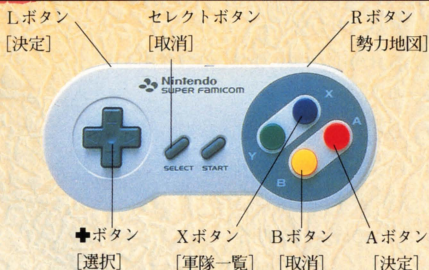 Lボタン
[決定]
セレクトボタン
[取消]
Rボタン
[勢力地図]
Nintendo
SUPER FAMICOM
X
A
Y
B
SELECT
START
✚ボタン
[選択]
Xボタン
[軍隊一覧]
Bボタン
[取消]
Aボタン
[決定]